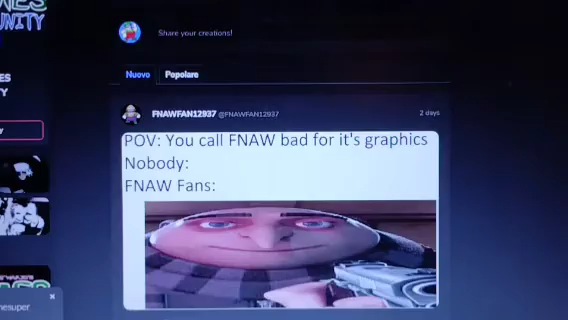 UNITY
Share your creations!
Nuovo Popolare
FNAWFAN12937 @FNAWFAN12937 2 days
POV: You call FNAW bad for it's graphics
Nobody:
FNAW Fans: